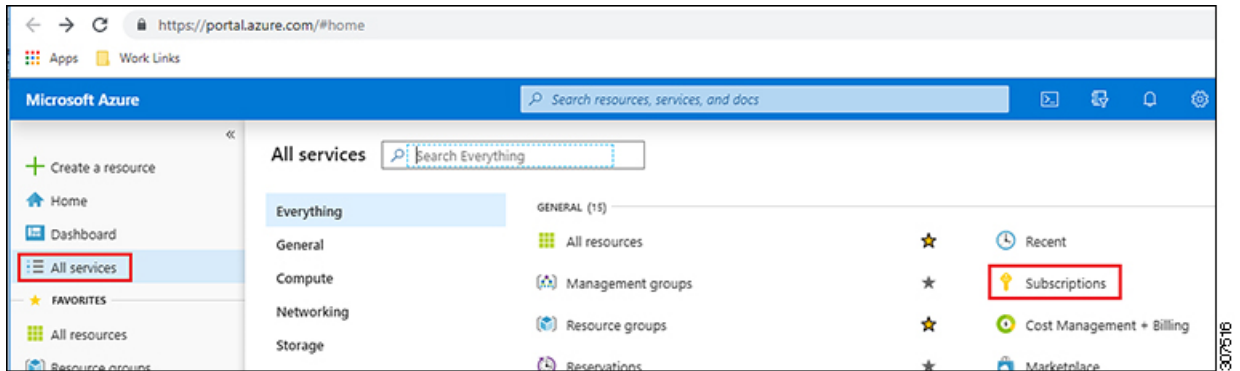 https://portal.azure.com/#home
Apps Work Links
Microsoft Azure
Search resources, services, and docs
«
Create a resource
Home
Dashboard
All services
FAVORITES
All resources
Resource groups
All services
Search Everything
Everything
General
Compute
Networking
Storage
GENERAL (15)
All resources
Management groups
Resource groups
Reservations
Recent
Subscriptions
Cost Management + Billing
Marketplace
307516